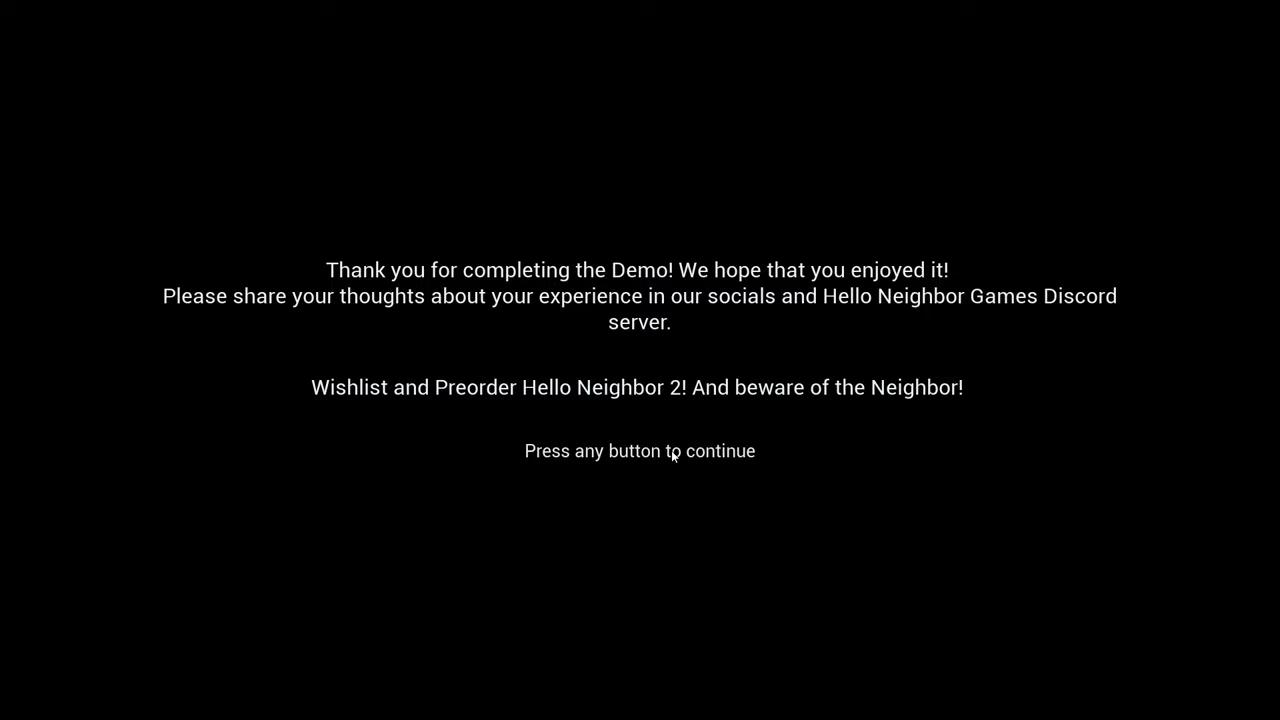 Thank you for completing the Demo! We hope that you enjoyed it!
Please share your thoughts about your experience in our socials and Hello Neighbor Games Discord
server.
Wishlist and Preorder Hello Neighbor 2! And beware of the Neighbor!
Press any button to continue